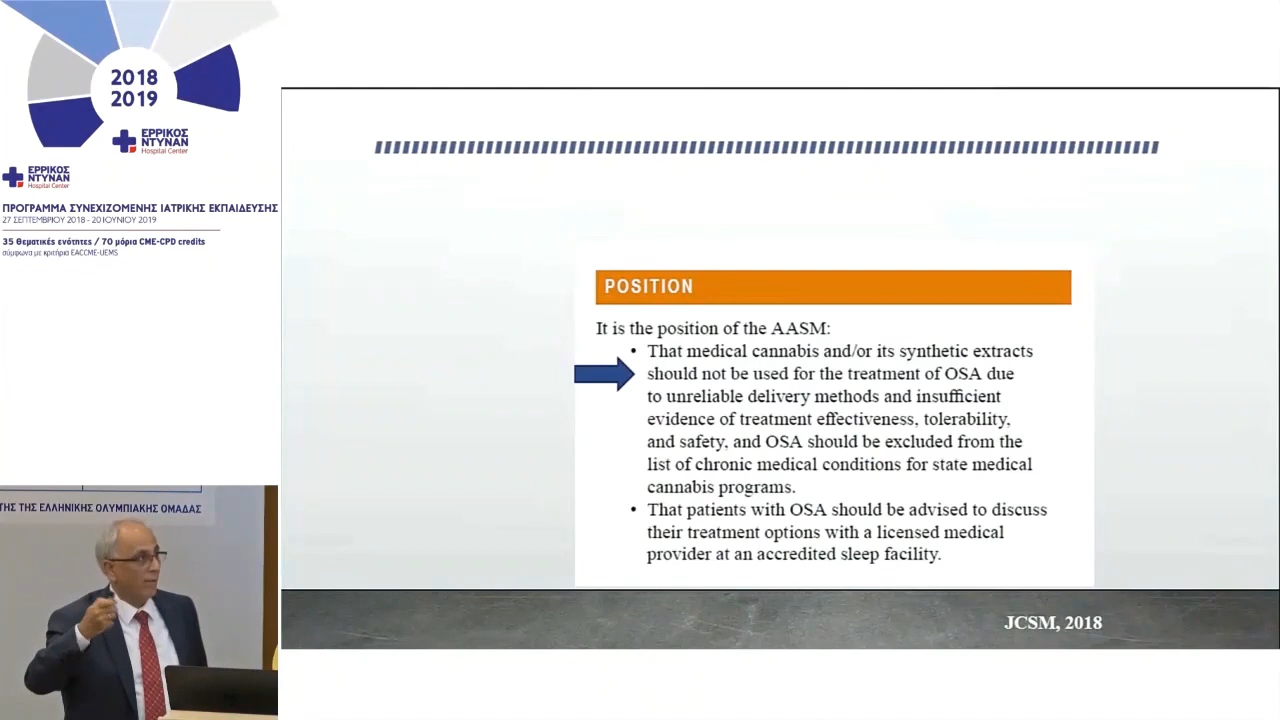 2018
2019
ΕΡΡΙΚΟΣ
ΝΤΥΝΑΝ
Hospital Center
ΕΡΡΙΚΟΣ
ΝΤΥΝΑΝ
Hospital Center
ΠΡΟΓΡΑΜΜΑ ΣΥΝΕΧΙΖΟΜΕΝΗΣ ΙΑΤΡΙΚΗΣ ΕΚΠΑΙΔΕΥΣΗΣ
27 ΣΕΠΤΕΜΒΡΙΟΥ 2018 - 20 ΙΟΥΝΙΟΥ 2019
35 Θεματικές ενότητες / 70 μόρια CME-CPD credits
σύμφωνα με κριτήρια EACCME-UEMS
ΤΗΣ ΤΗΣ ΕΛΛΗΝΙΚΗΣ ΟΛΥΜΠΙΑΚΗΣ ΟΜΑΔΑΣ
POSITION
It is the position of the AASM:
• That medical cannabis and/or its synthetic extracts
should not be used for the treatment of OSA due
to unreliable delivery methods and insufficient
evidence of treatment effectiveness, tolerability,
and safety, and OSA should be excluded from the
list of chronic medical conditions for state medical
cannabis programs.
• That patients with OSA should be advised to discuss
their treatment options with a licensed medical
provider at an accredited sleep facility.
JCSM, 2018